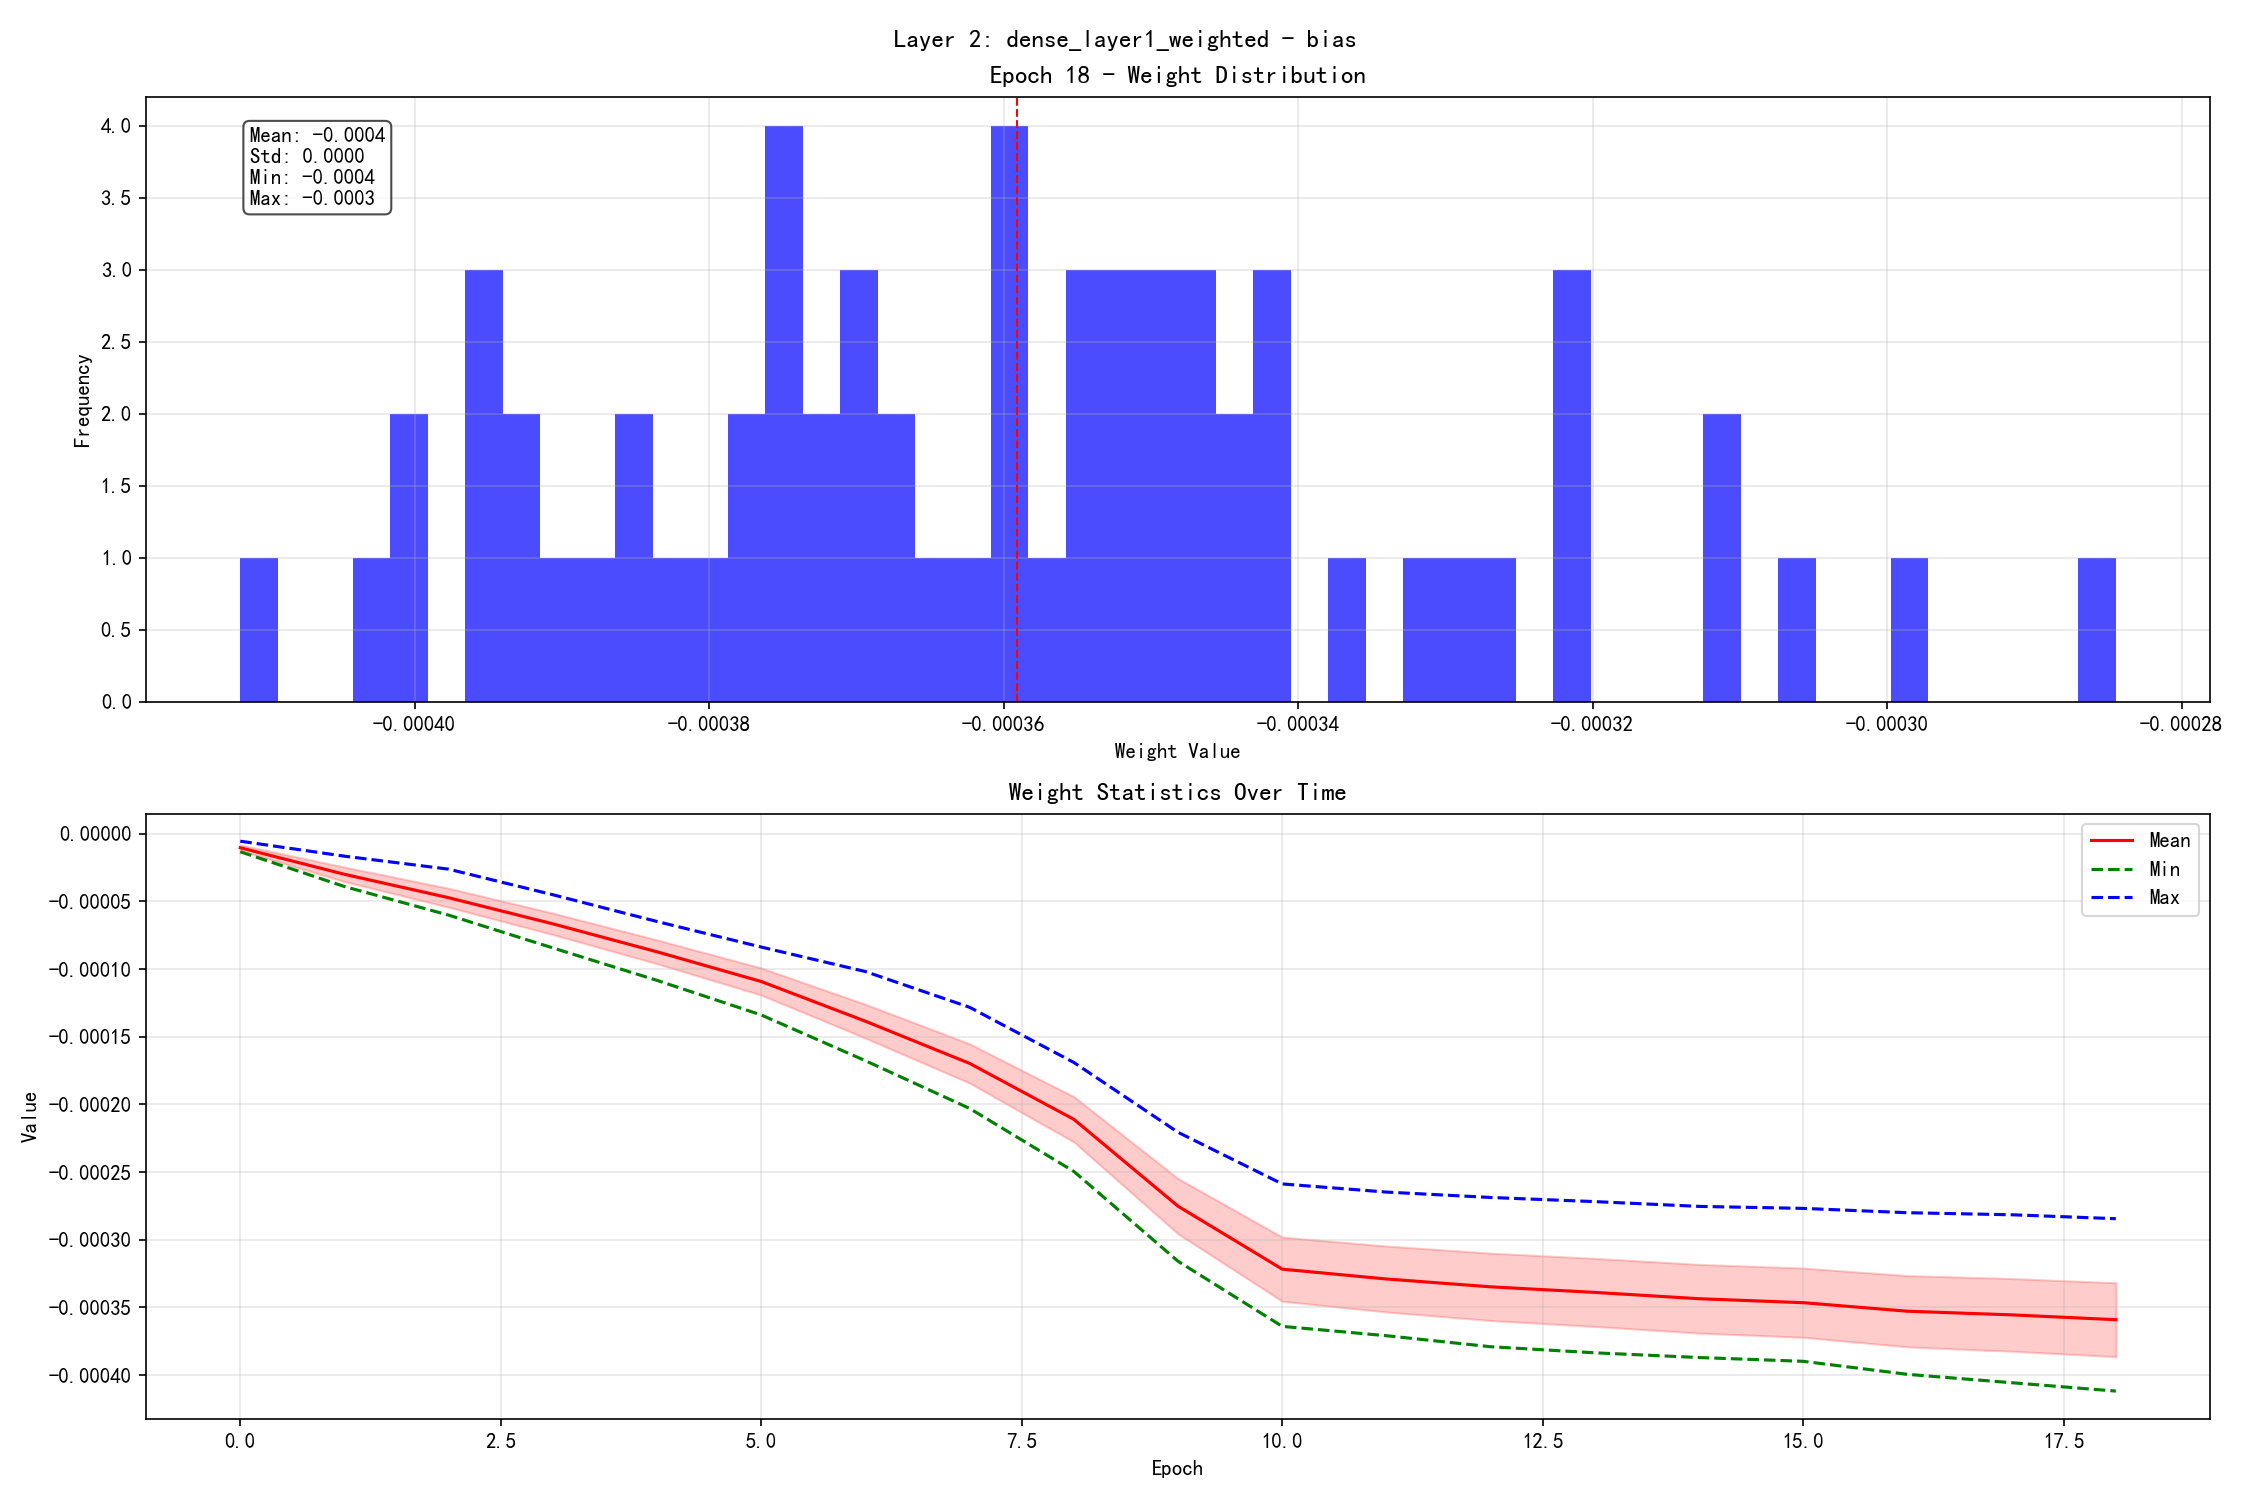 Layer 2: dense_layer1_weighted - bias
Epoch 18 - Weight Distribution
Mean: -0.0004
Std: 0.0000
Min: -0.0004
Max: -0.0003
4.0
3.5
3.0
2.5
2.0
1.5
1.0
0.5
0.0
Frequency
-0.00040 -0.00038 -0.00036 -0.00034 -0.00032 -0.00030 -0.00028
Weight Value
Weight Statistics Over Time
Mean
Min
Max
0.00000
-0.00005
-0.00010
-0.00015
-0.00020
-0.00025
-0.00030
-0.00035
-0.00040
Value
0.0 2.5 5.0 7.5 10.0 12.5 15.0 17.5
Epoch